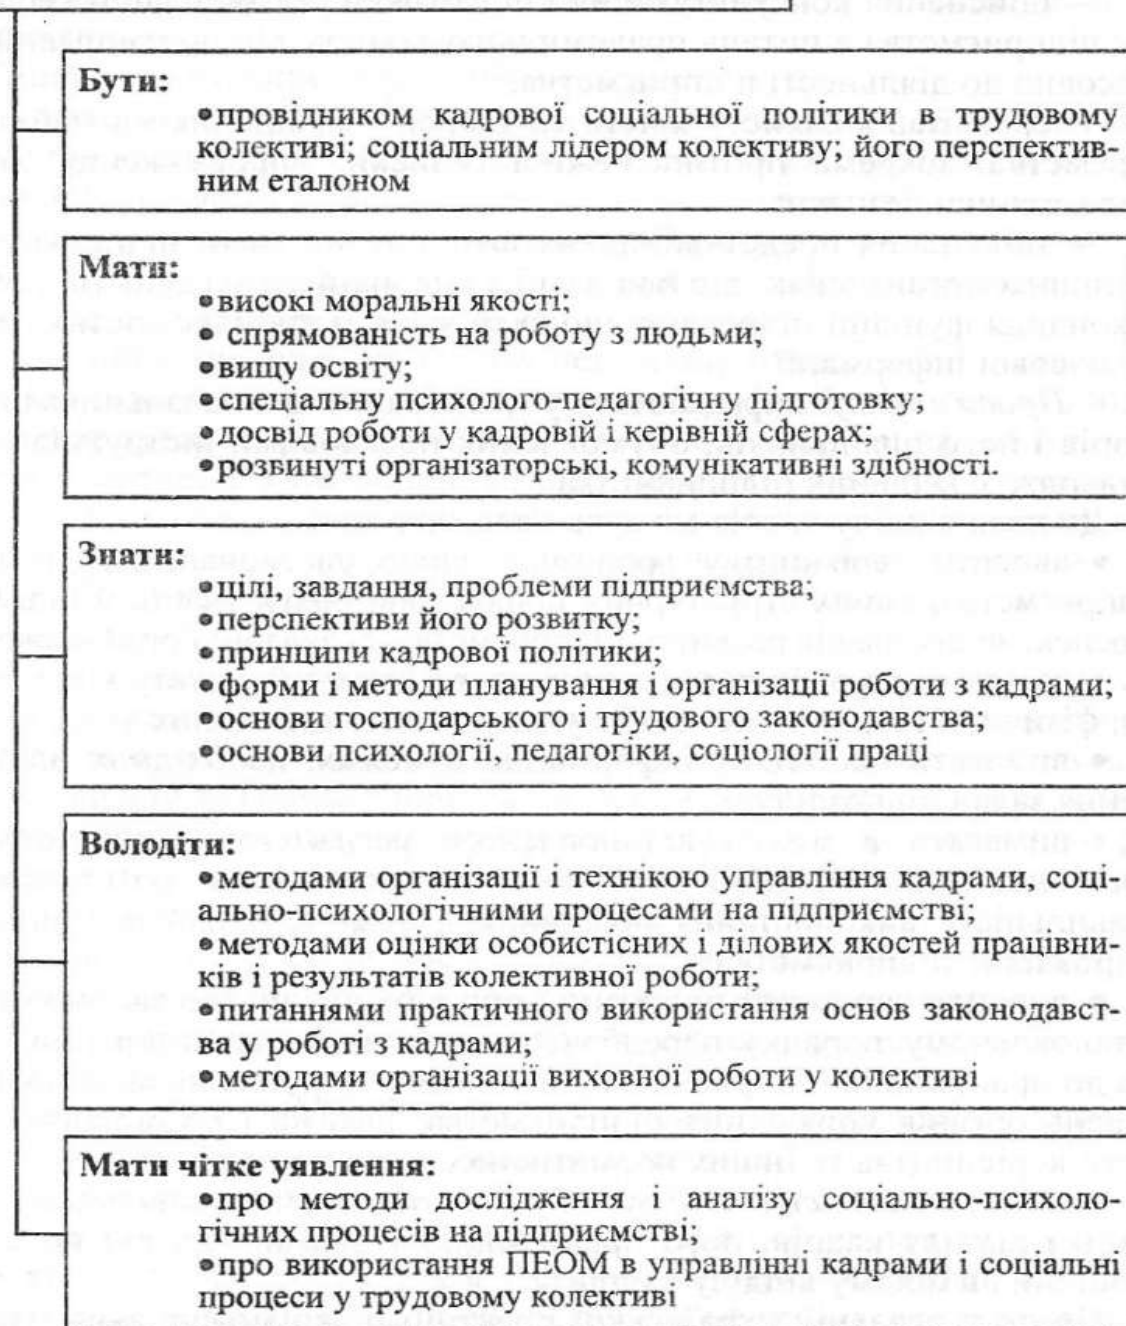 Бути:
•провідником кадрової соціальної політики в трудовому
колективі; соціальним лідером колективу; його перспектив-
ним еталоном
Мати:
•високі моральні якості;
• спрямованість на роботу з людьми;
•вищу освіту;
•спеціальну психолого-педагогічну підготовку;
•досвід роботи у кадровій і керівній сферах;
•розвинуті організаторські, комунікативні здібності.
Знати:
•цілі, завдання, проблеми підприємства;
•перспективи його розвитку;
•принципи кадрової політики;
•форми і методи планування і організації роботи з кадрами;
•основи господарського і трудового законодавства;
•основи психології, педагогіки, соціології праці
Володіти:
•методами організації і технікою управління кадрами, соці-
ально-психологічними процесами на підприємстві;
•методами оцінки особистісних і ділових якостей працівни-
ків і результатів колективної роботи;
•питаннями практичного використання основ законодавст-
ва у роботі з кадрами;
•методами організації виховної роботи у колективі
Мати чітке уявлення:
•про методи дослідження і аналізу соціально-психоло-
гічних процесів на підприємстві;
•про використання ПЕОМ в управлінні кадрами і соціальні
процеси у трудовому колективі